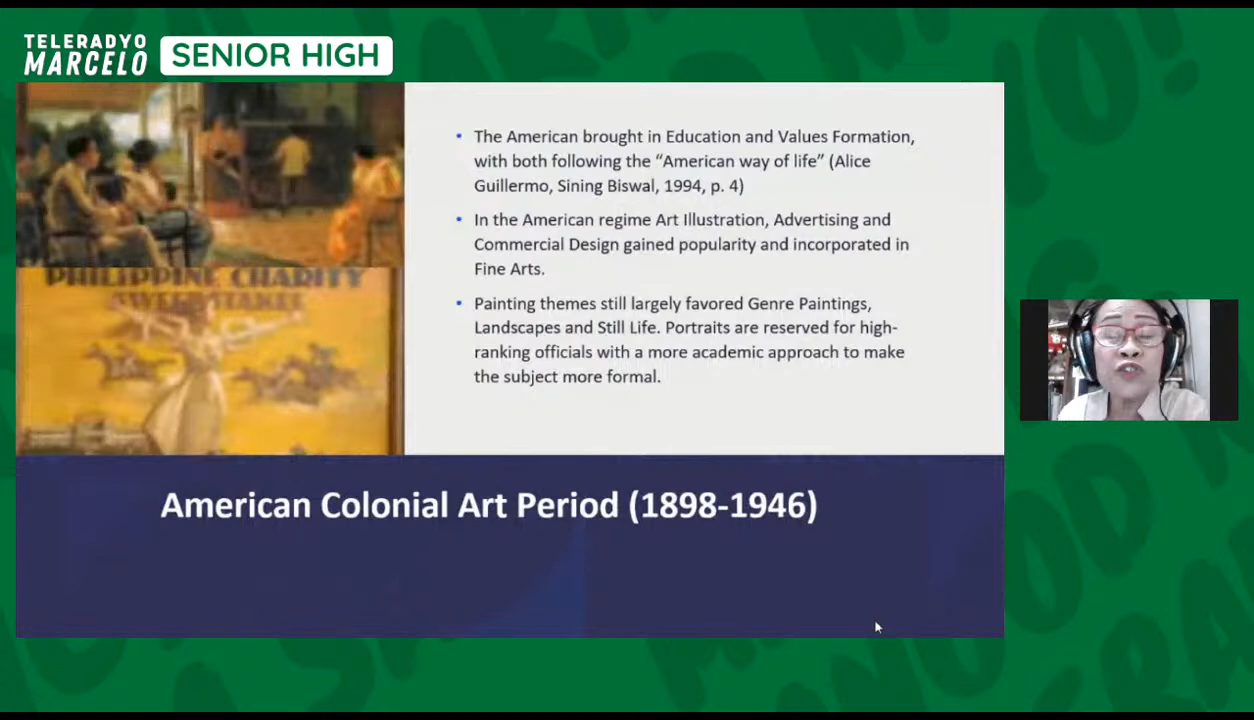 TELERADYO
MARCELO
SENIOR HIGH
• The American brought in Education and Values Formation,
with both following the “American way of life” (Alice
Guillermo, Sining Biswal, 1994, p. 4)
• In the American regime Art Illustration, Advertising and
Commercial Design gained popularity and incorporated in
Fine Arts.
• Painting themes still largely favored Genre Paintings,
Landscapes and Still Life. Portraits are reserved for high-
ranking officials with a more academic approach to make
the subject more formal.
PHILIPPINE CHARITY
SWEEPSTAKES
American Colonial Art Period (1898-1946)